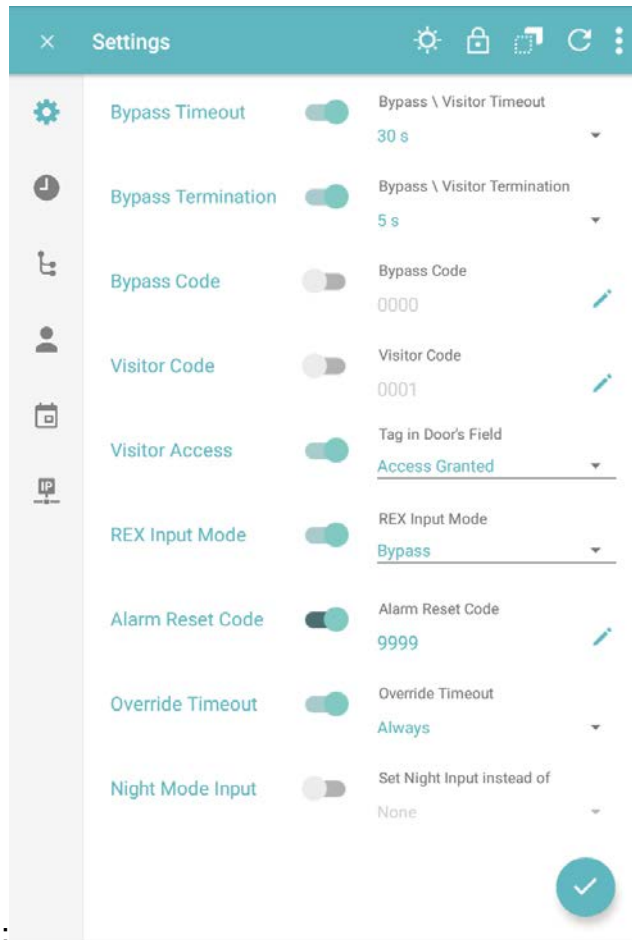 Settings
Bypass Timeout
Bypass \ Visitor Timeout
30 s
Bypass Termination
Bypass \ Visitor Termination
5 s
Bypass Code
Bypass Code
0000
Visitor Code
Visitor Code
0001
Visitor Access
Tag in Door's Field
Access Granted
REX Input Mode
REX Input Mode
Bypass
Alarm Reset Code
Alarm Reset Code
9999
Override Timeout
Override Timeout
Always
Night Mode Input
Set Night Input instead of
None
IP